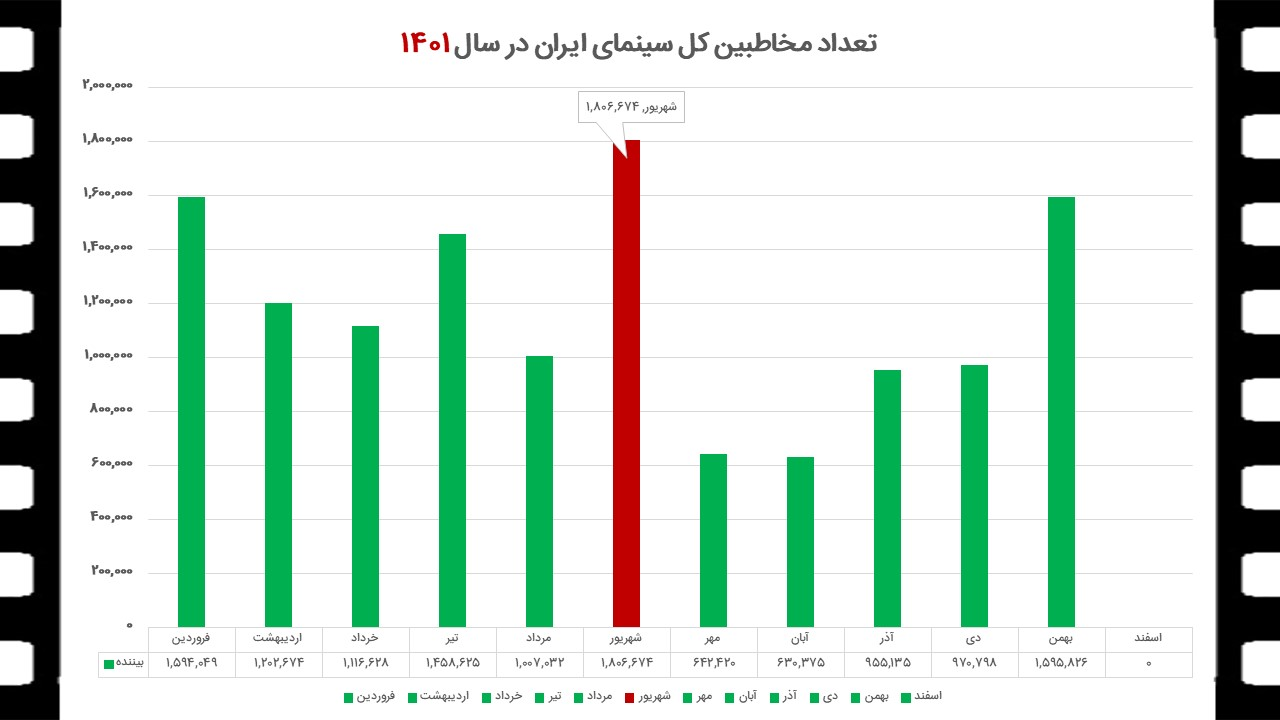 تعداد مخاطبین کل سینمای ایران در سال ۱۴۰۱
۲,۰۰۰,۰۰۰
شهریور, ۱,۸۰۶,۶۷۴
۱,۸۰۰,۰۰۰
۱,۶۰۰,۰۰۰
۱,۴۰۰,۰۰۰
۱,۲۰۰,۰۰۰
۱,۰۰۰,۰۰۰
۸۰۰,۰۰۰
۶۰۰,۰۰۰
۴۰۰,۰۰۰
۲۰۰,۰۰۰
۰
فروردین اردیبهشت خرداد تیر مرداد شهریور مهر آبان آذر دی بهمن اسفند
بیننده ۱,۵۹۴,۰۴۹ ۱,۲۰۲,۶۷۴ ۱,۱۱۶,۶۲۸ ۱,۴۵۸,۶۲۵ ۱,۰۰۷,۰۳۲ ۱,۸۰۶,۶۷۴ ۶۴۲,۴۲۰ ۶۳۰,۳۷۵ ۹۵۵,۱۳۵ ۹۷۰,۷۹۸ ۱,۵۹۵,۸۲۶ ۰
فروردین اردیبهشت خرداد تیر مرداد شهریور مهر آبان آذر دی بهمن اسفند